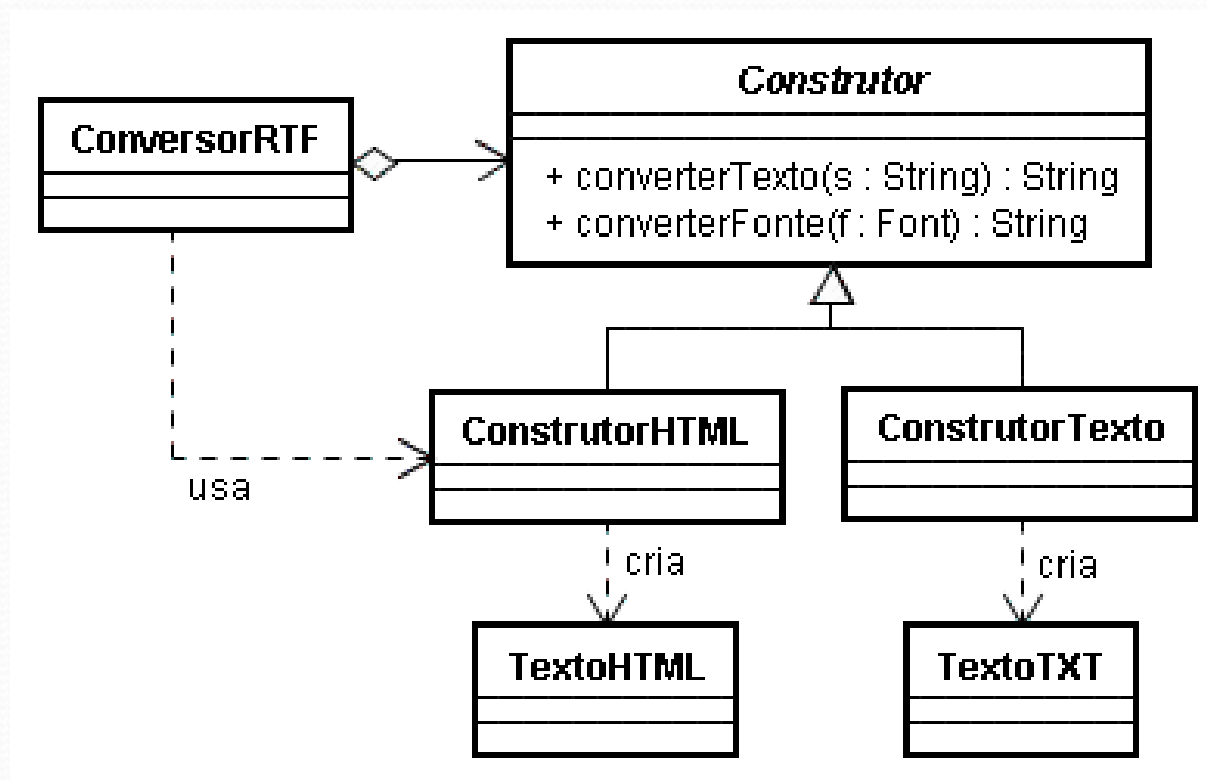 Construtor
ConversorRTF
+ converterTexto(s : String) : String
+ converterFonte(f : Font) : String
ConstrutorHTML
ConstrutorTexto
usa
cria
cria
TextoHTML
TextoTXT